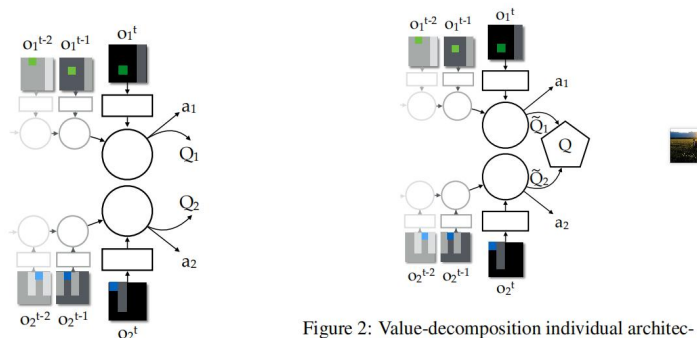 o₁ᵗ⁻² o₁ᵗ⁻¹ o₁ᵗ
a₁
Q₁
Q₂
a₂
o₂ᵗ⁻² o₂ᵗ⁻¹ o₂ᵗ
o₁ᵗ⁻² o₁ᵗ⁻¹ o₁ᵗ
a₁
Q̃₁
Q
Q̃₂
a₂
o₂ᵗ⁻² o₂ᵗ⁻¹ o₂ᵗ
Figure 2: Value-decomposition individual architec-